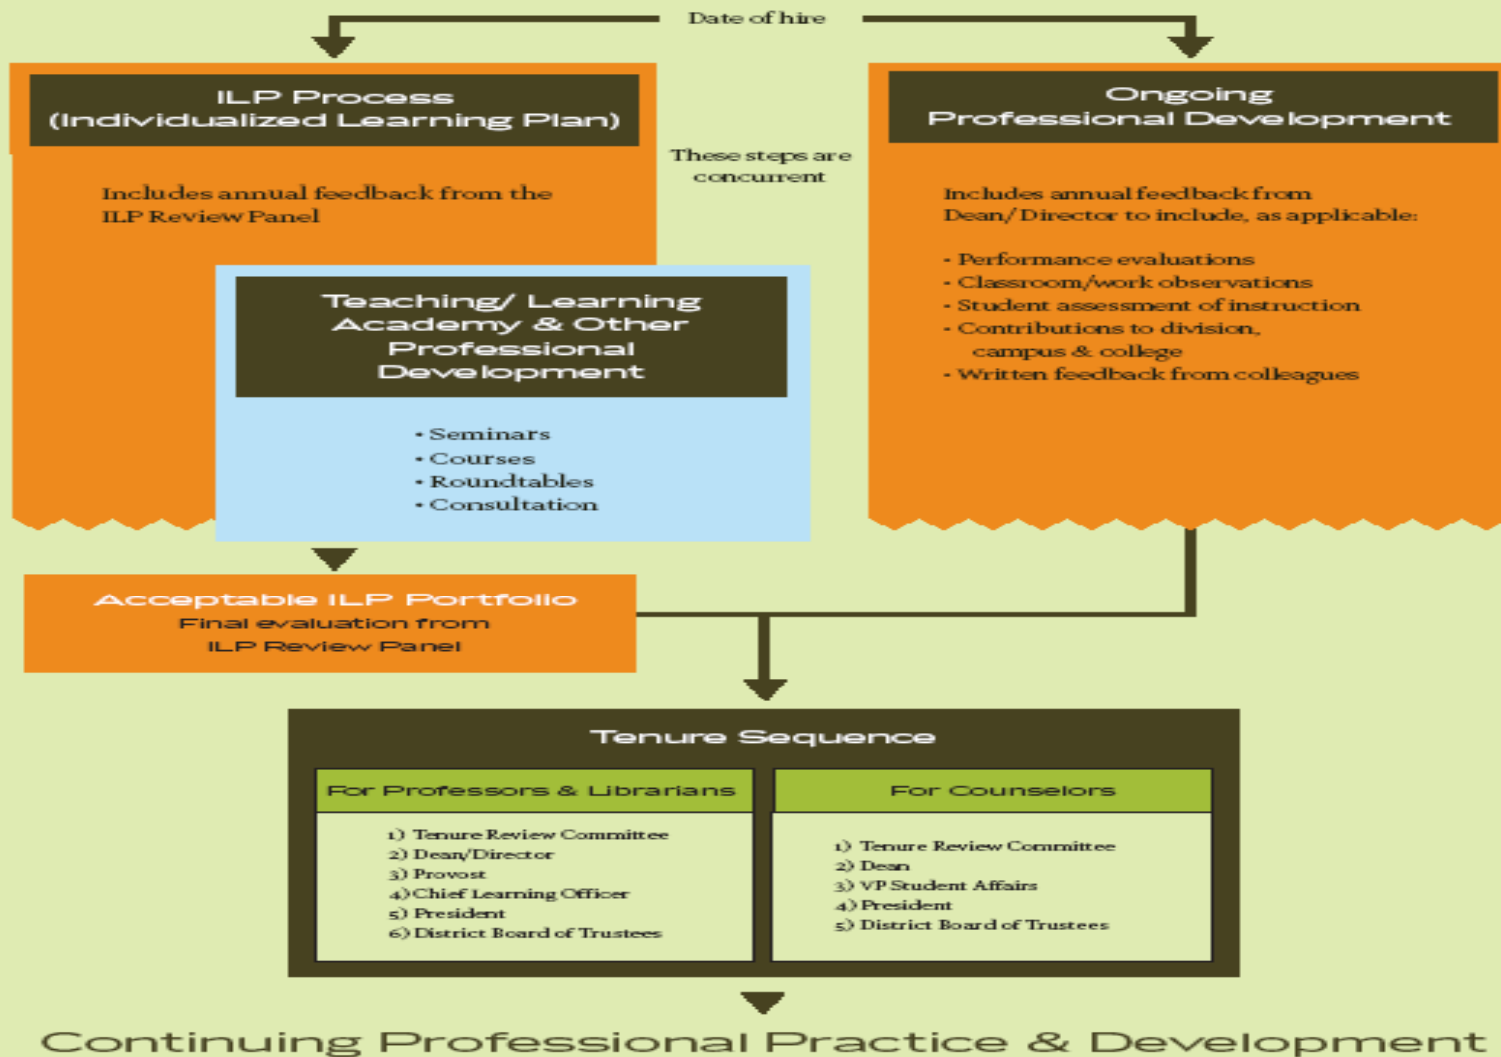 Date of hire
ILP Process
(Individualized Learning Plan)
Includes annual feedback from the
ILP Review Panel
These steps are
concurrent
Ongoing
Professional Development
Includes annual feedback from
Dean/Director to include, as applicable:
• Performance evaluations
• Classroom/work observations
• Student assessment of instruction
• Contributions to division,
campus & college
• Written feedback from colleagues
Teaching/ Learning
Academy & Other
Professional
Development
• Seminars
• Courses
• Roundtables
• Consultation
Acceptable ILP Portfolio
Final evaluation from
ILP Review Panel
Tenure Sequence
For Professors & Librarians
1) Tenure Review Committee
2) Dean/Director
3) Provost
4) Chief Learning Officer
5) President
6) District Board of Trustees
For Counselors
1) Tenure Review Committee
2) Dean
3) VP Student Affairs
4) President
5) District Board of Trustees
Continuing Professional Practice & Development